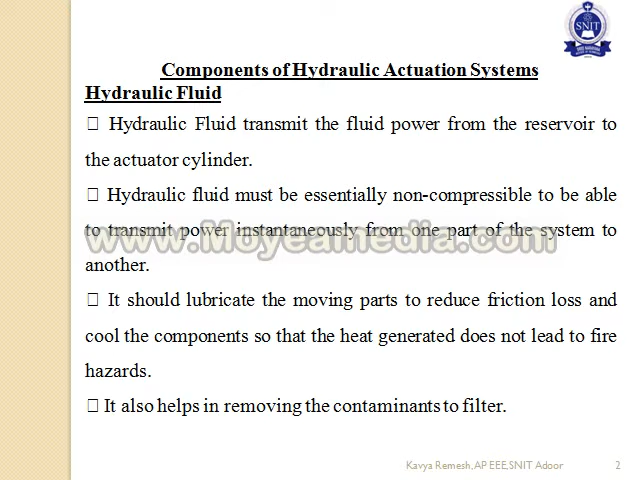 SNIT
Components of Hydraulic Actuation Systems
Hydraulic Fluid
□ Hydraulic Fluid transmit the fluid power from the reservoir to
the actuator cylinder.
□ Hydraulic fluid must be essentially non-compressible to be able
to transmit power instantaneously from one part of the system to
www.Moyeamedia.com
another.
□ It should lubricate the moving parts to reduce friction loss and
cool the components so that the heat generated does not lead to fire
hazards.
□ It also helps in removing the contaminants to filter.
Kavya Remesh,AP EEE,SNIT Adoor 2